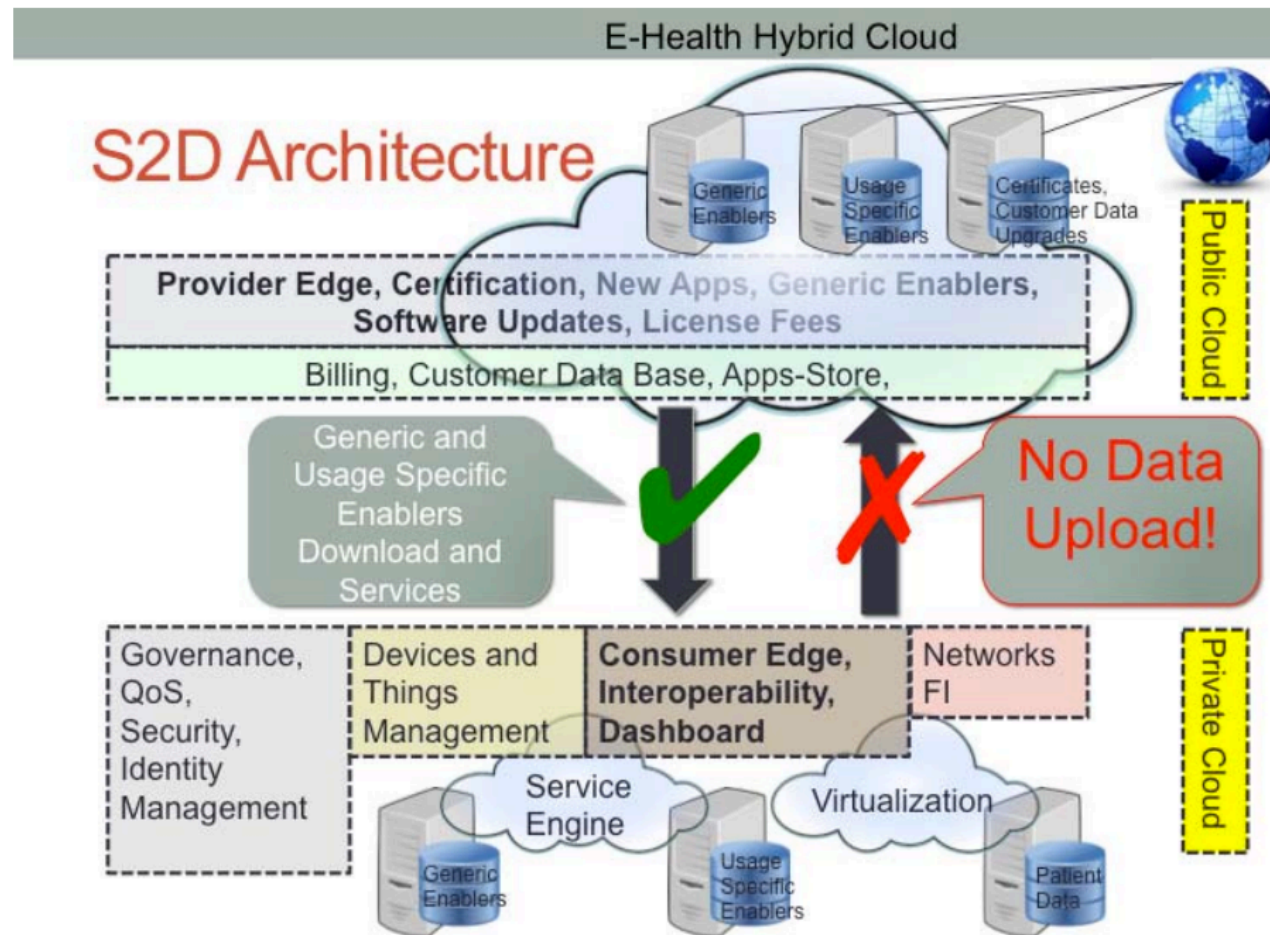 E-Health Hybrid Cloud
S2D Architecture
Generic
Enablers
Usage
Specific
Enablers
Certificates,
Customer Data
Upgrades
Public Cloud
Provider Edge, Certification, New Apps, Generic Enablers,
Software Updates, License Fees
Billing, Customer Data Base, Apps-Store,
Generic and
Usage Specific
Enablers
Download and
Services
No Data
Upload!
Governance,
QoS,
Security,
Identity
Management
Devices and
Things
Management
Consumer Edge,
Interoperability,
Dashboard
Networks
FI
Private Cloud
Service
Engine
Virtualization
Generic
Enablers
Usage
Specific
Enablers
Patient
Data